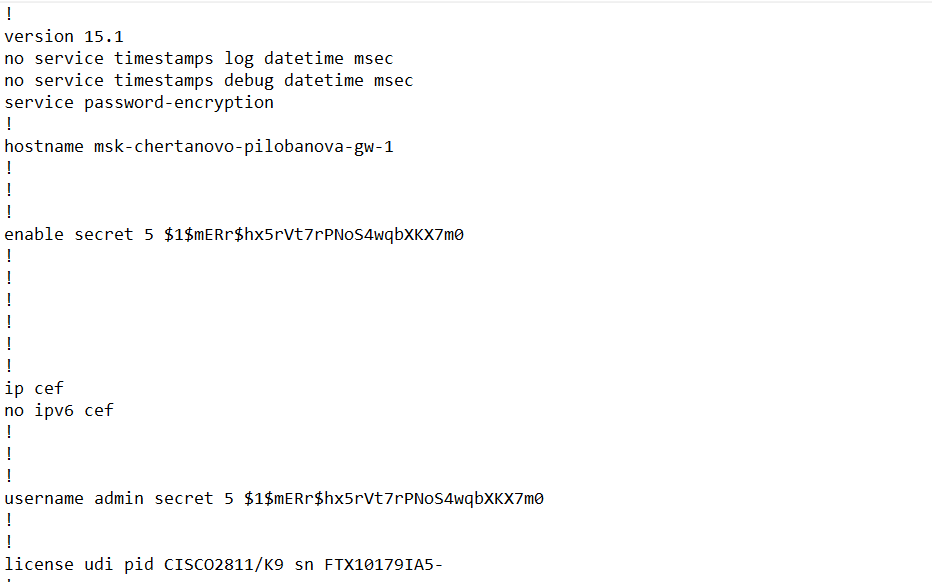 !
version 15.1
no service timestamps log datetime msec
no service timestamps debug datetime msec
service password-encryption
!
hostname msk-chertanovo-pilobanova-gw-1
!
!
!
enable secret 5 $1$mERr$hx5rVt7rPNoS4wqbXKX7m0
!
!
!
!
!
!
ip cef
no ipv6 cef
!
!
!
username admin secret 5 $1$mERr$hx5rVt7rPNoS4wqbXKX7m0
!
!
license udi pid CISCO2811/K9 sn FTX10179IA5-
!